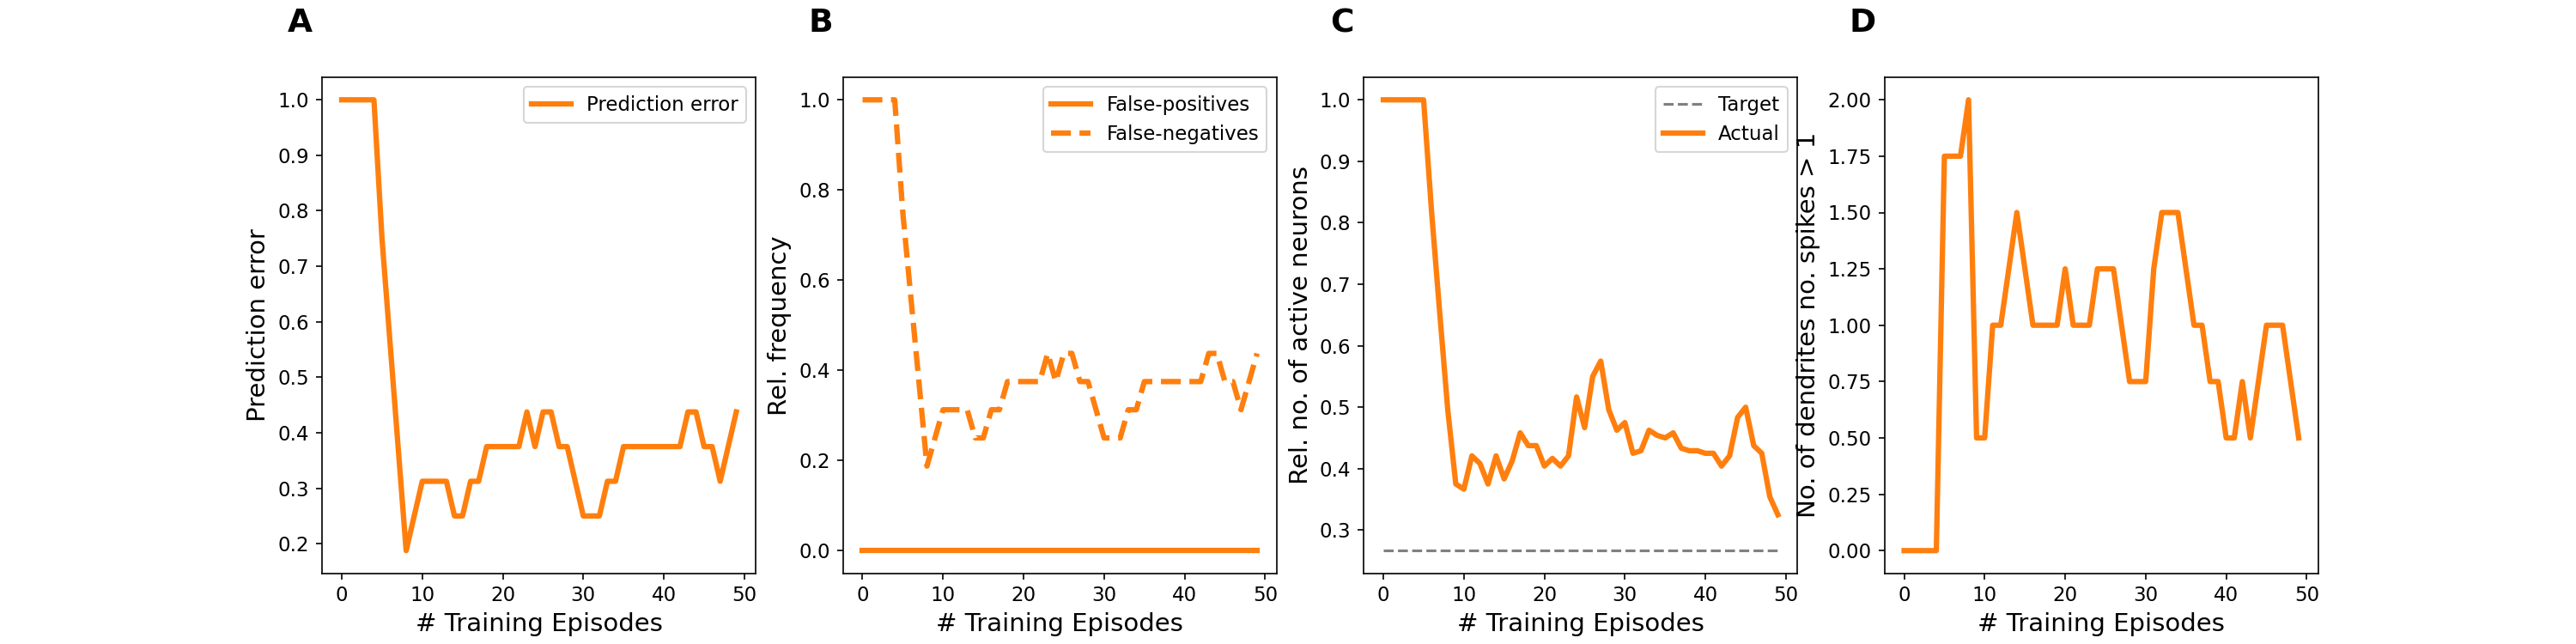 A
Prediction error
1.0
0.9
0.8
0.7
0.6
0.5
0.4
0.3
0.2
Prediction error
0 10 20 30 40 50
# Training Episodes
B
Rel. frequency
1.0
0.8
0.6
0.4
0.2
0.0
False-positives
False-negatives
0 10 20 30 40 50
# Training Episodes
C
Rel. no. of active neurons
1.0
0.9
0.8
0.7
0.6
0.5
0.4
0.3
Target
Actual
0 10 20 30 40 50
# Training Episodes
D
No. of dendrites no. spikes > 1
2.00
1.75
1.50
1.25
1.00
0.75
0.50
0.25
0.00
0 10 20 30 40 50
# Training Episodes